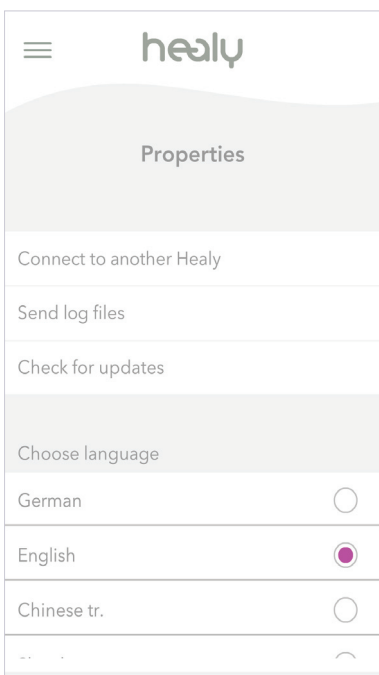 healy
Properties
Connect to another Healy
Send log files
Check for updates
Choose language
German
English
Chinese tr.